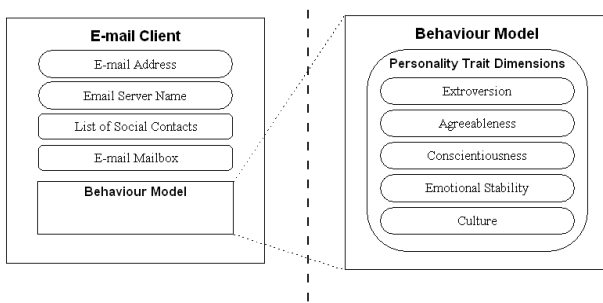 E-mail Client
E-mail Address
Email Server Name
List of Social Contacts
E-mail Mailbox
Behaviour Model
Behaviour Model
Personality Trait Dimensions
Extroversion
Agreeableness
Conscientiousness
Emotional Stability
Culture